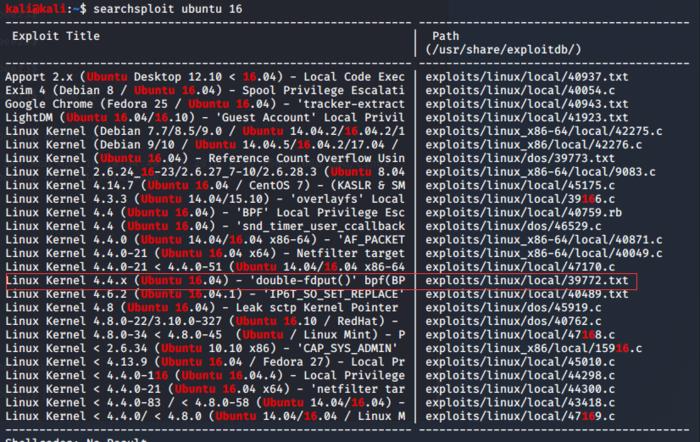 kali@kali:~$ searchsploit ubuntu 16
Exploit Title | Path
| (/usr/share/exploitdb/)
Apport 2.x (Ubuntu Desktop 12.10 < 16.04) - Local Code Exec | exploits/linux/local/40937.txt
Exim 4 (Debian 8 / Ubuntu 16.04) - Spool Privilege Escalati | exploits/linux/local/40054.c
Google Chrome (Fedora 25 / Ubuntu 16.04) - 'tracker-extract | exploits/linux/local/40943.txt
LightDM (Ubuntu 16.04/16.10) - 'Guest Account' Local Privil | exploits/linux/local/41923.txt
Linux Kernel (Debian 7.7/8.5/9.0 / Ubuntu 14.04.2/16.04.2/1 | exploits/linux_x86-64/local/42275.c
Linux Kernel (Debian 9/10 / Ubuntu 14.04.5/16.04.2/17.04 / | exploits/linux_x86/local/42276.c
Linux Kernel (Ubuntu 16.04) - Reference Count Overflow Usin | exploits/linux/dos/39773.txt
Linux Kernel 2.6.24_16-23/2.6.27_7-10/2.6.28.3 (Ubuntu 8.04 | exploits/linux_x86-64/local/9083.c
Linux Kernel 4.14.7 (Ubuntu 16.04 / CentOS 7) - (KASLR & SM | exploits/linux/local/45175.c
Linux Kernel 4.3.3 (Ubuntu 14.04/15.10) - 'overlayfs' Local | exploits/linux/local/39166.c
Linux Kernel 4.4 (Ubuntu 16.04) - 'BPF' Local Privilege Esc | exploits/linux/local/40759.rb
Linux Kernel 4.4 (Ubuntu 16.04) - 'snd_timer_user_ccallback | exploits/linux/dos/46529.c
Linux Kernel 4.4.0 (Ubuntu 14.04/16.04 x86-64) - 'AF_PACKET | exploits/linux_x86-64/local/40871.c
Linux Kernel 4.4.0-21 (Ubuntu 16.04 x64) - Netfilter target | exploits/linux_x86-64/local/40049.c
Linux Kernel 4.4.0-21 < 4.4.0-51 (Ubuntu 14.04/16.04 x86-64 | exploits/linux/local/47170.c
Linux Kernel 4.4.x (Ubuntu 16.04) - 'double-fdput()' bpf(BP | exploits/linux/local/39772.txt
Linux Kernel 4.6.2 (Ubuntu 16.04.1) - 'IP6T_SO_SET_REPLACE' | exploits/linux/local/40489.txt
Linux Kernel 4.8 (Ubuntu 16.04) - Leak sctp Kernel Pointer | exploits/linux/dos/45919.c
Linux Kernel 4.8.0-22/3.10.0-327 (Ubuntu 16.10 / RedHat) - | exploits/linux/dos/40762.c
Linux Kernel 4.8.0-34 < 4.8.0-45 (Ubuntu / Linux Mint) - P | exploits/linux/local/47168.c
Linux Kernel < 2.6.34 (Ubuntu 10.10 x86) - 'CAP_SYS_ADMIN' | exploits/linux_x86/local/15916.c
Linux Kernel < 4.13.9 (Ubuntu 16.04 / Fedora 27) - Local Pr | exploits/linux/local/45010.c
Linux Kernel < 4.4.0-116 (Ubuntu 16.04.4) - Local Privilege | exploits/linux/local/44298.c
Linux Kernel < 4.4.0-21 (Ubuntu 16.04 x64) - 'netfilter tar | exploits/linux/local/44300.c
Linux Kernel < 4.4.0-83 / < 4.8.0-58 (Ubuntu 14.04/16.04) - | exploits/linux/local/43418.c
Linux Kernel < 4.4.0/ < 4.8.0 (Ubuntu 14.04/16.04 / Linux M | exploits/linux/local/47169.c